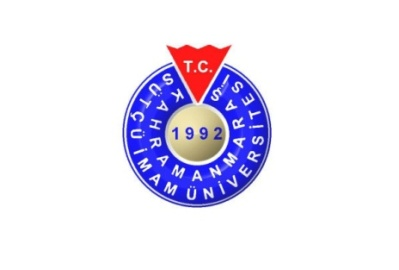 T.C.
KAHRAMANMARAŞ
SÜTÇÜ İMAM ÜNİVERSİTESİ
1992